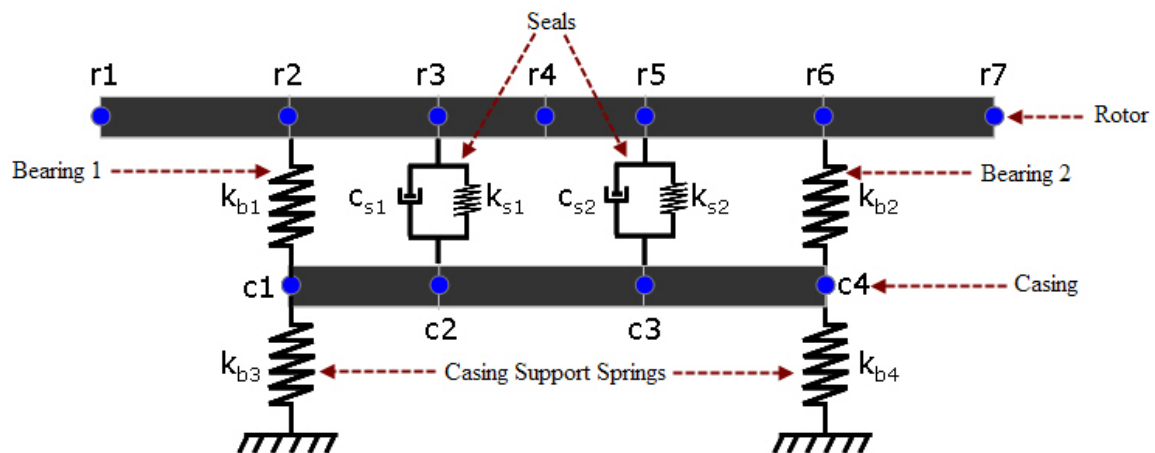 Seals
r1 r2 r3 r4 r5 r6 r7
Rotor
Bearing 1
Bearing 2
kb1 cs1 ks1 cs2 ks2 kb2
c1
c4
Casing
c2 c3
kb3
Casing Support Springs
kb4